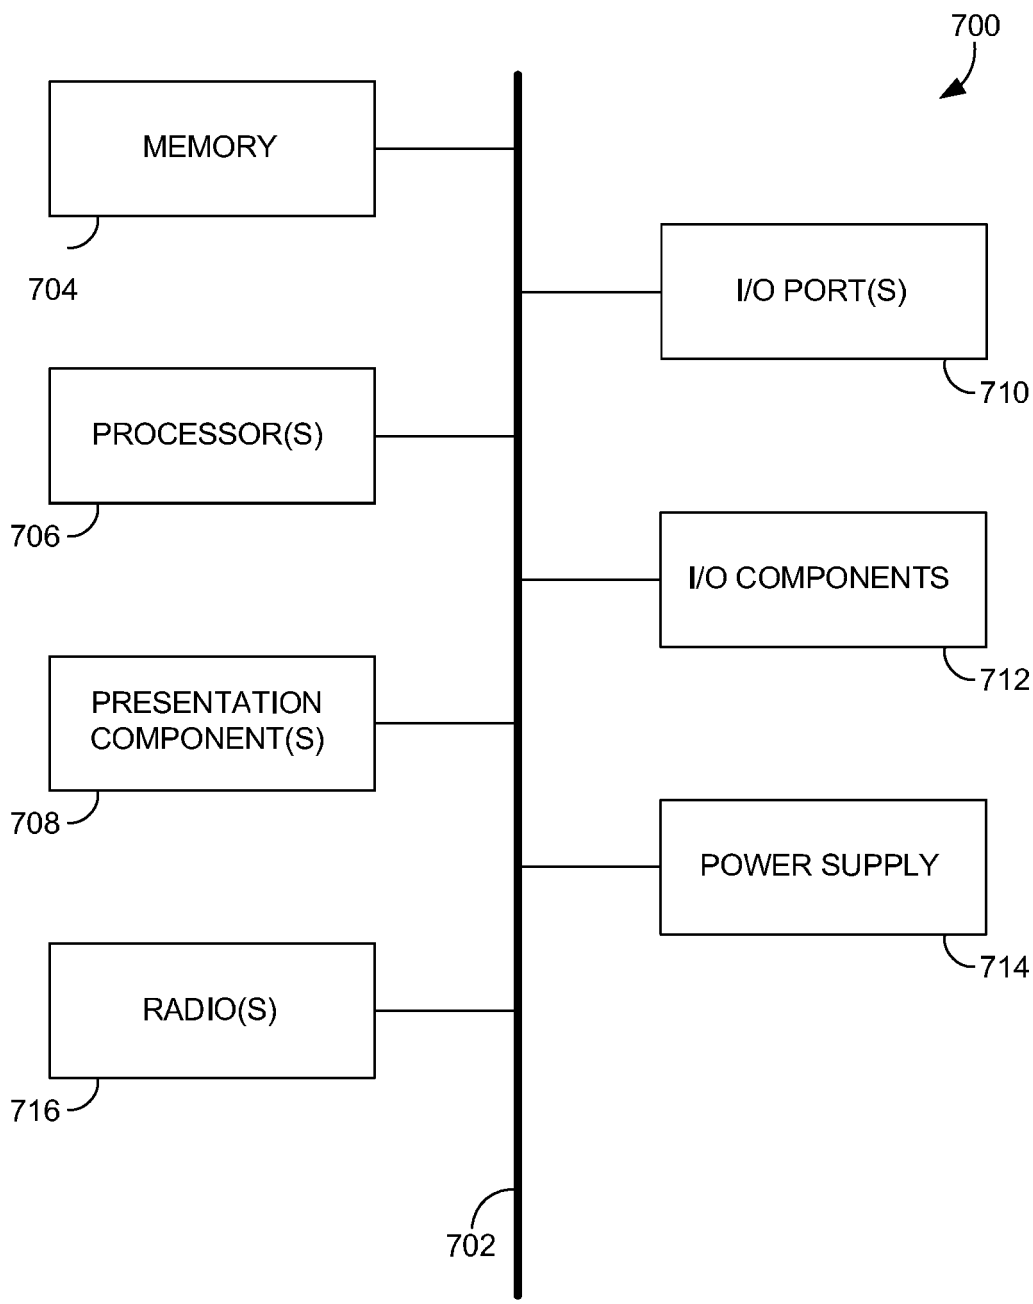 700
MEMORY
704
I/O PORT(S)
710
PROCESSOR(S)
706
I/O COMPONENTS
712
PRESENTATION
COMPONENT(S)
708
POWER SUPPLY
714
RADIO(S)
716
702